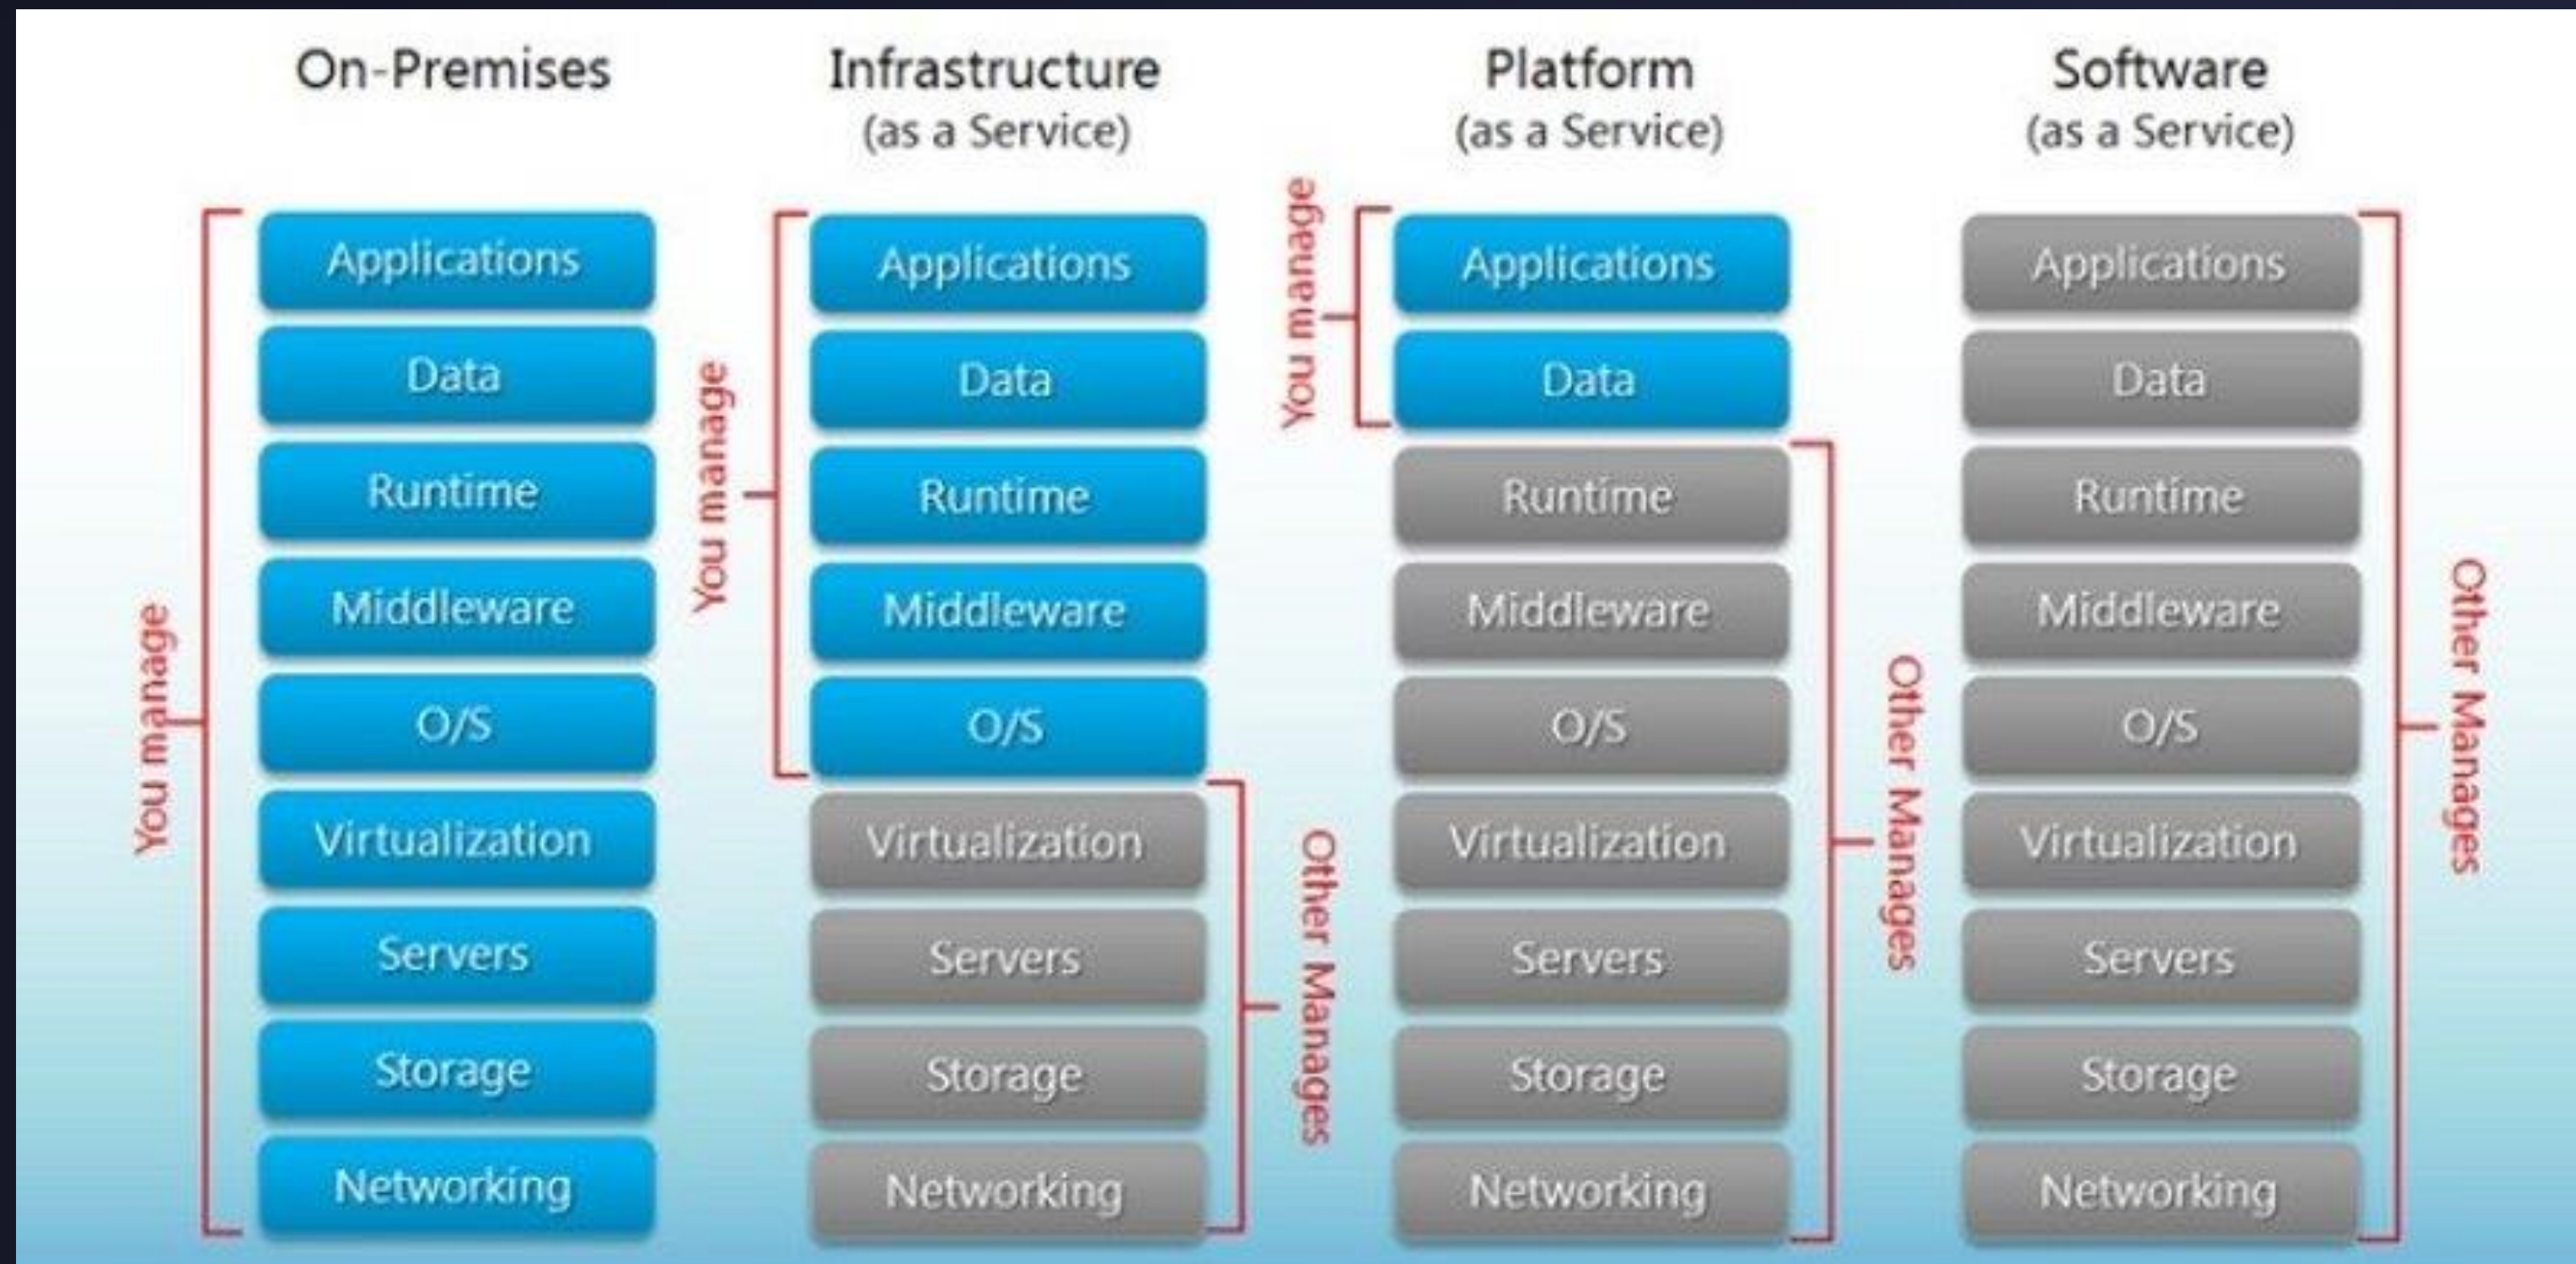 On-Premises
Applications
Data
Runtime
Middleware
O/S
Virtualization
Servers
Storage
Networking
You manage
Infrastructure
(as a Service)
Applications
Data
Runtime
Middleware
O/S
Virtualization
Servers
Storage
Networking
You manage
Other Manages
Platform
(as a Service)
Applications
Data
Runtime
Middleware
O/S
Virtualization
Servers
Storage
Networking
You manage
Other Manages
Software
(as a Service)
Applications
Data
Runtime
Middleware
O/S
Virtualization
Servers
Storage
Networking
Other Manages